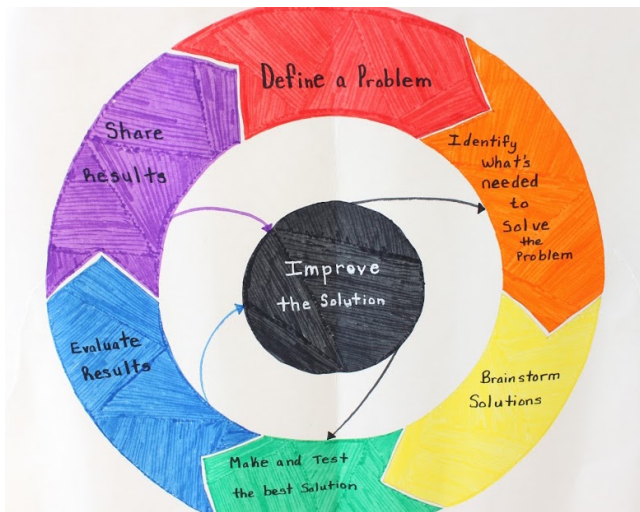 Define a Problem
Identify
What's
needed
to
Solve
the
Problem
Brainstorm
Solutions
Make and Test
the best Solution
Evaluate
Results
Share
Results
Improve
the Solution